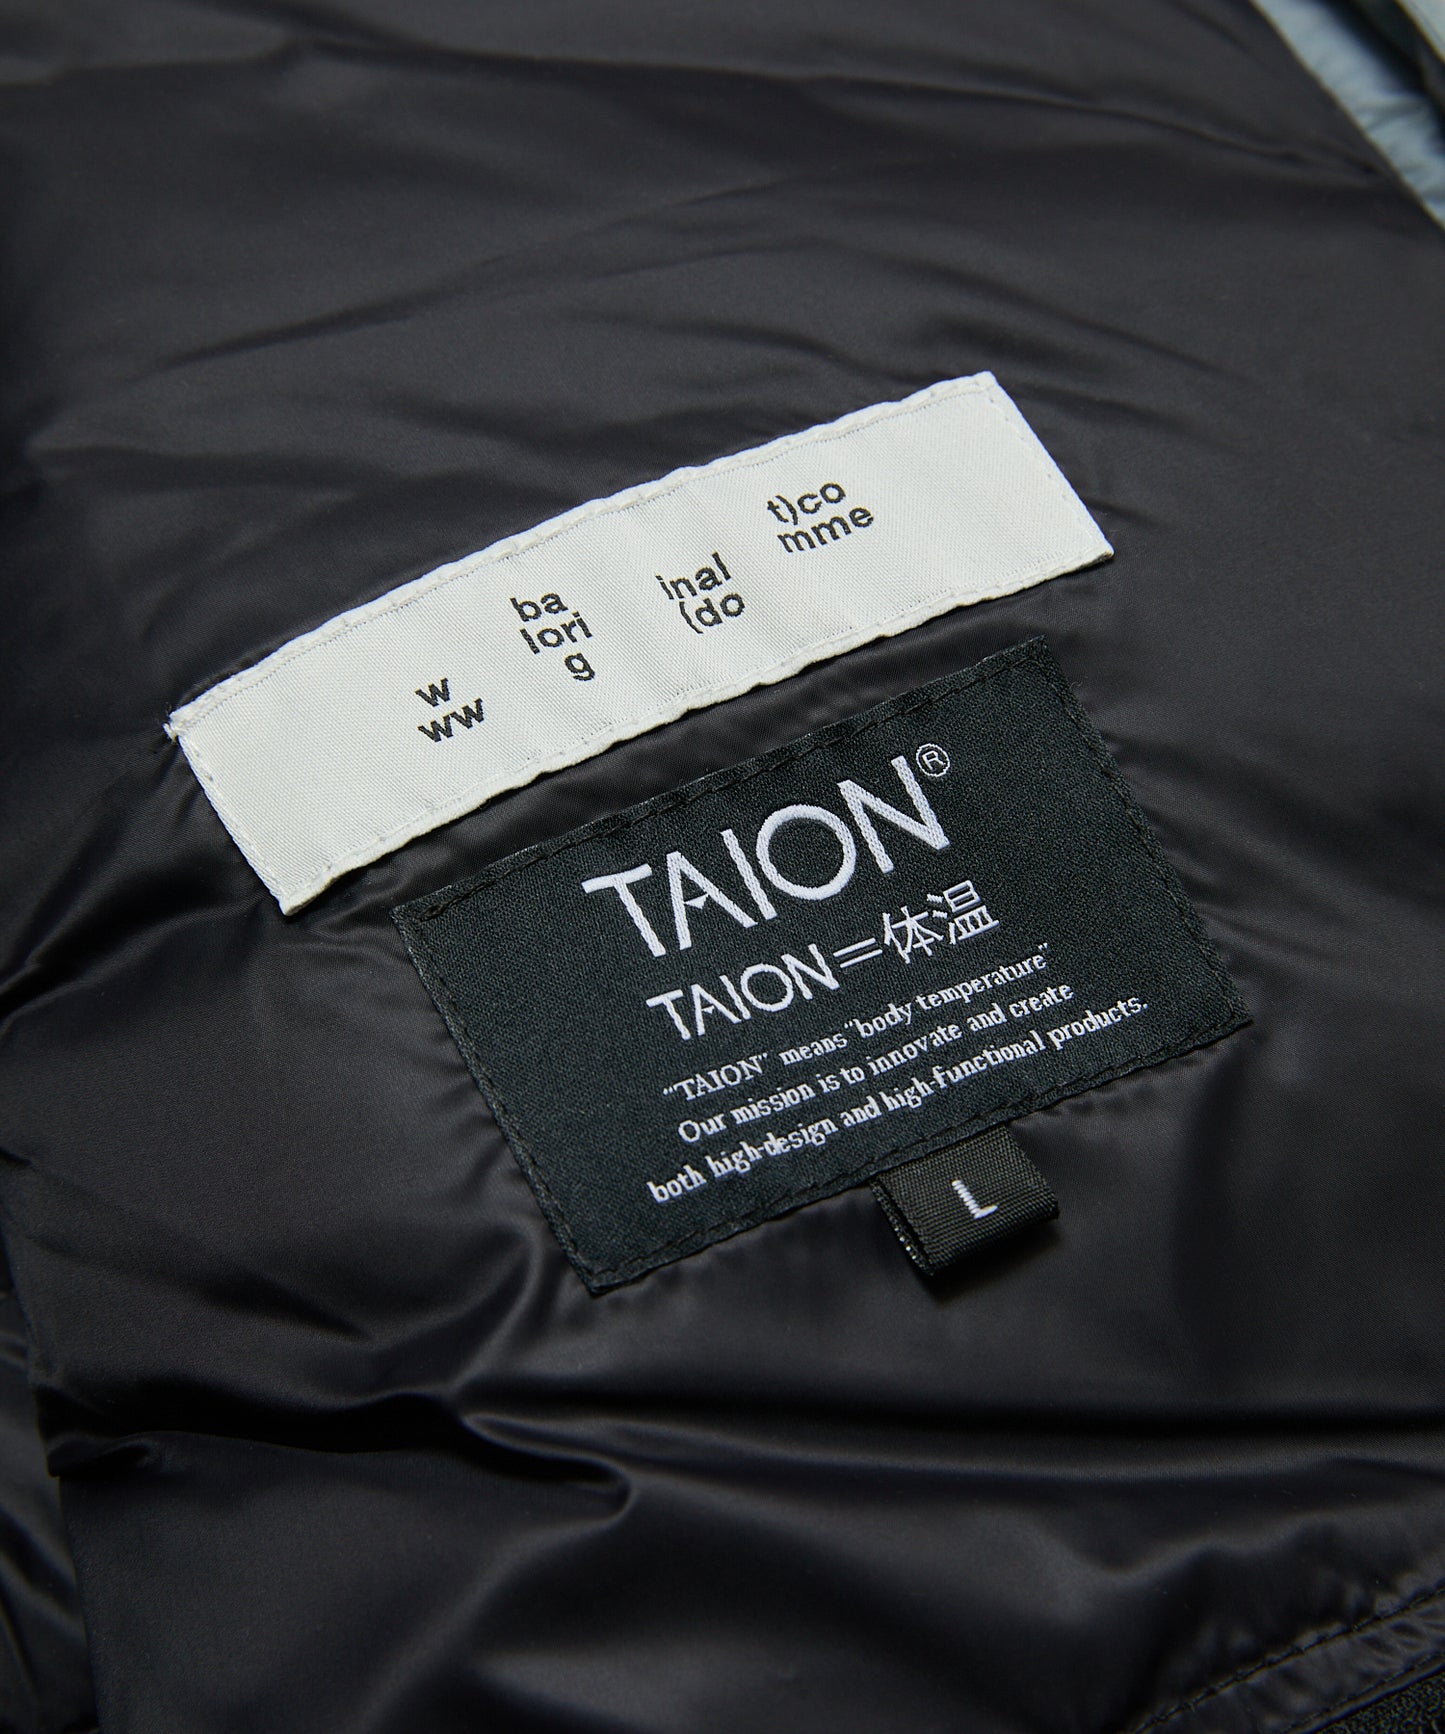 w
ww
ba
lori
g
inal
(do
t)co
mme
TAION®
TAION=体温
"TAION" means "body temperature"
Our mission is to innovate and create
both high-design and high-functional products.
L